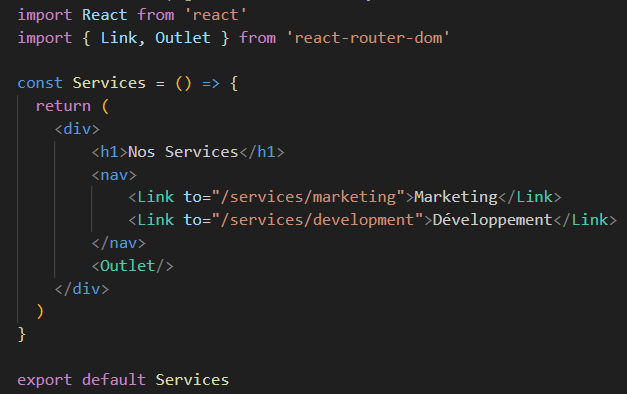 import React from 'react'
import { Link, Outlet } from 'react-router-dom'
const Services = () => {
return (
<div>
<h1>Nos Services</h1>
<nav>
<Link to="/services/marketing">Marketing</Link>
<Link to="/services/development">Développement</Link>
</nav>
<Outlet/>
</div>
)
}
export default Services